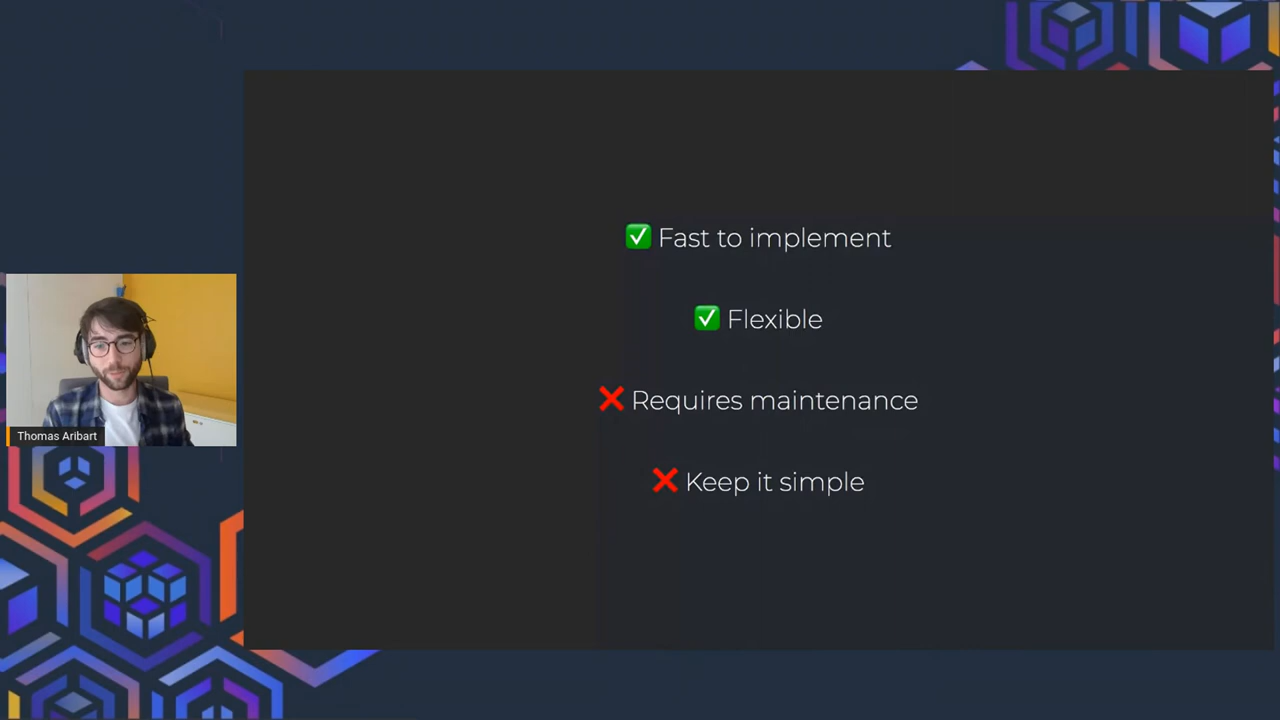 ✅ Fast to implement
✅ Flexible
❌ Requires maintenance
❌ Keep it simple
Thomas Aribart